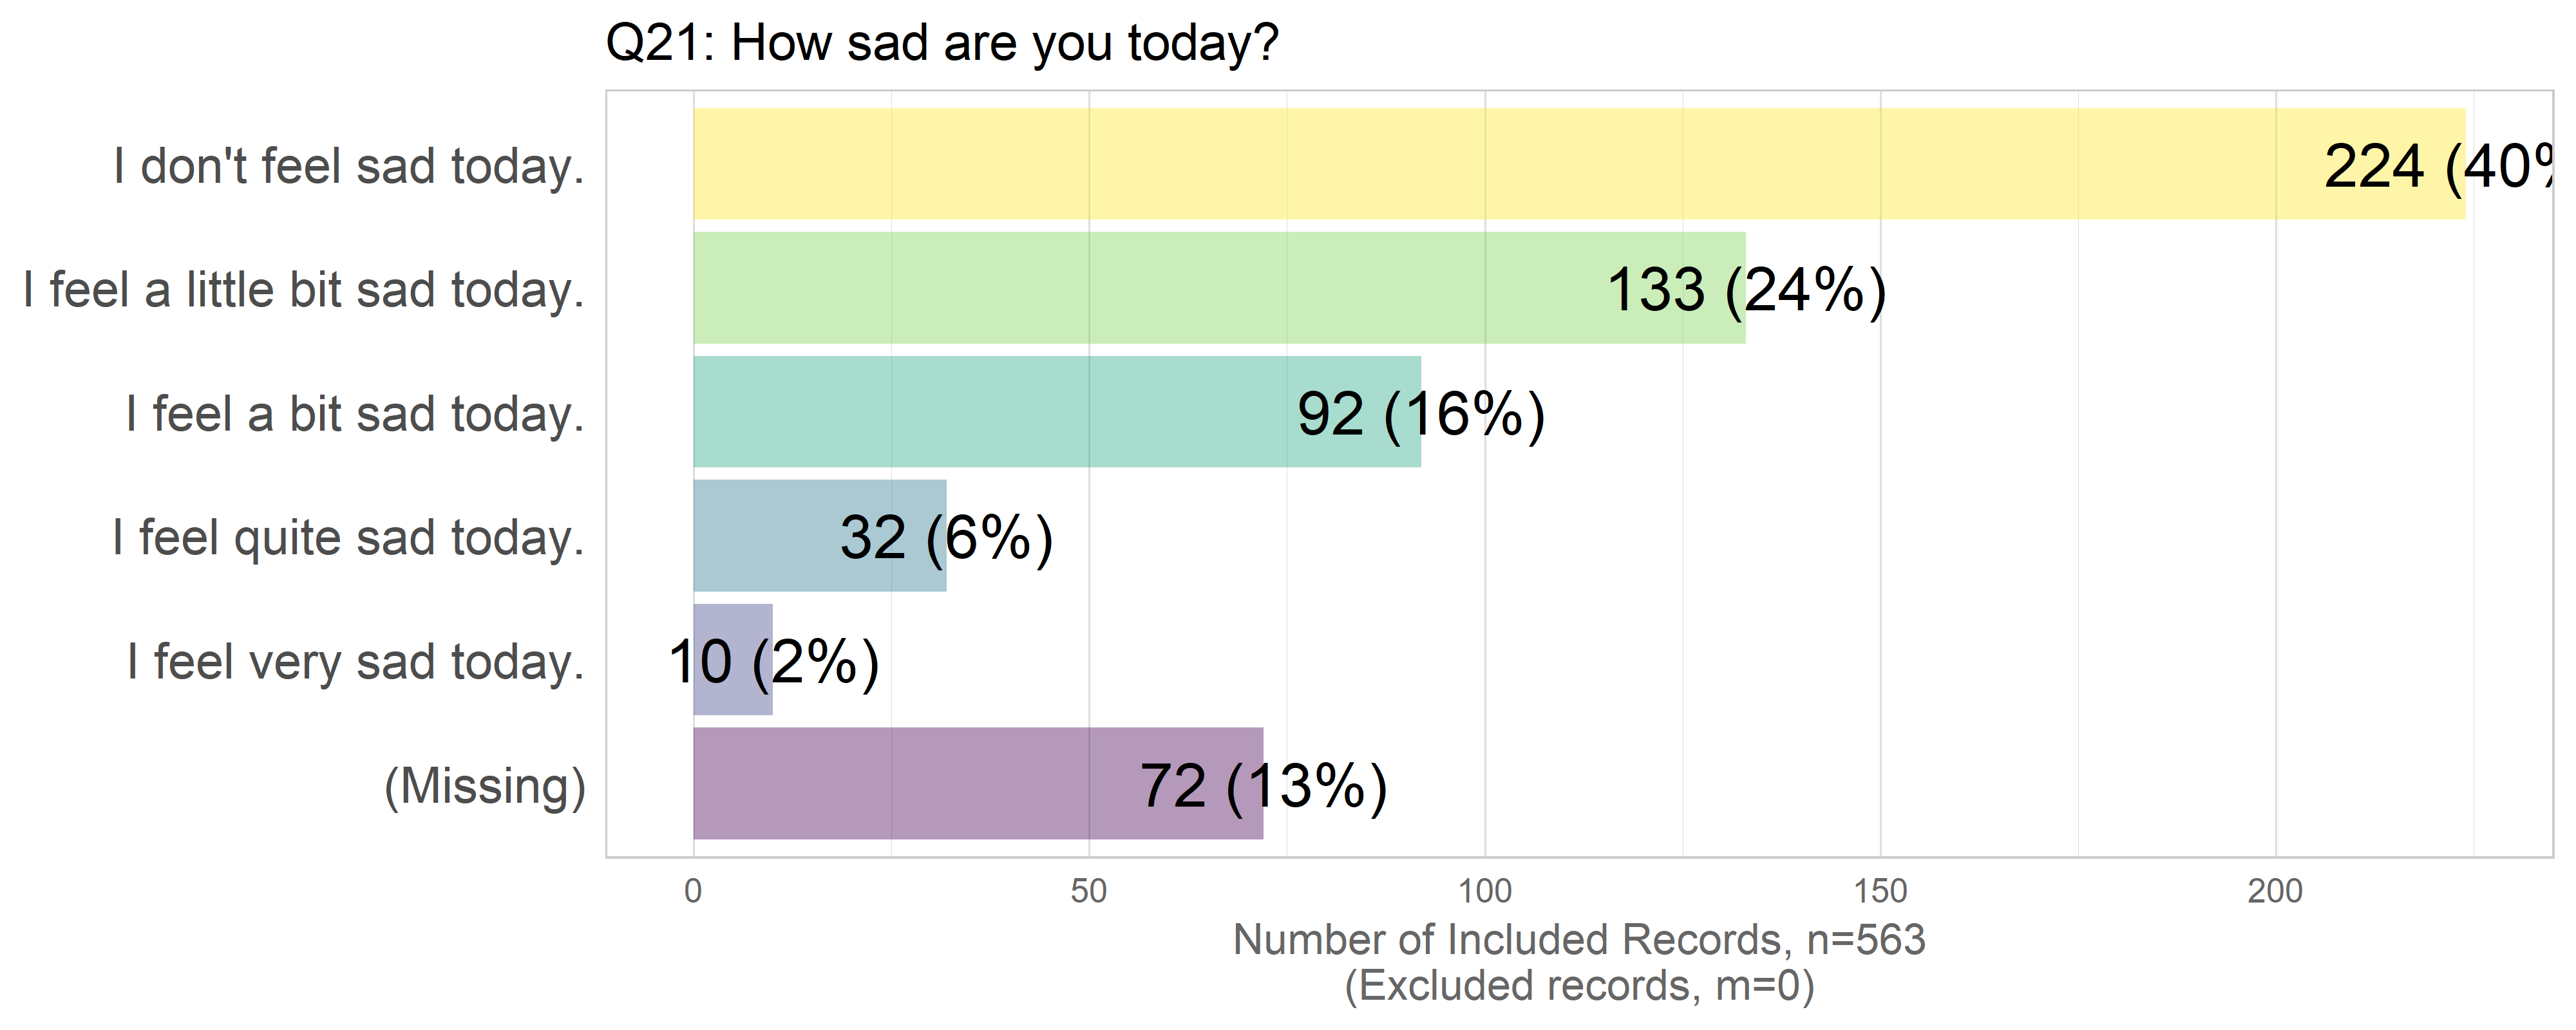 Q21: How sad are you today?
I don't feel sad today.
224 (40%
I feel a little bit sad today.
133 (24%)
I feel a bit sad today.
92 (16%)
I feel quite sad today.
32 (6%)
I feel very sad today.
10 (2%)
(Missing)
72 (13%)
0 50 100 150 200
Number of Included Records, n=563
(Excluded records, m=0)